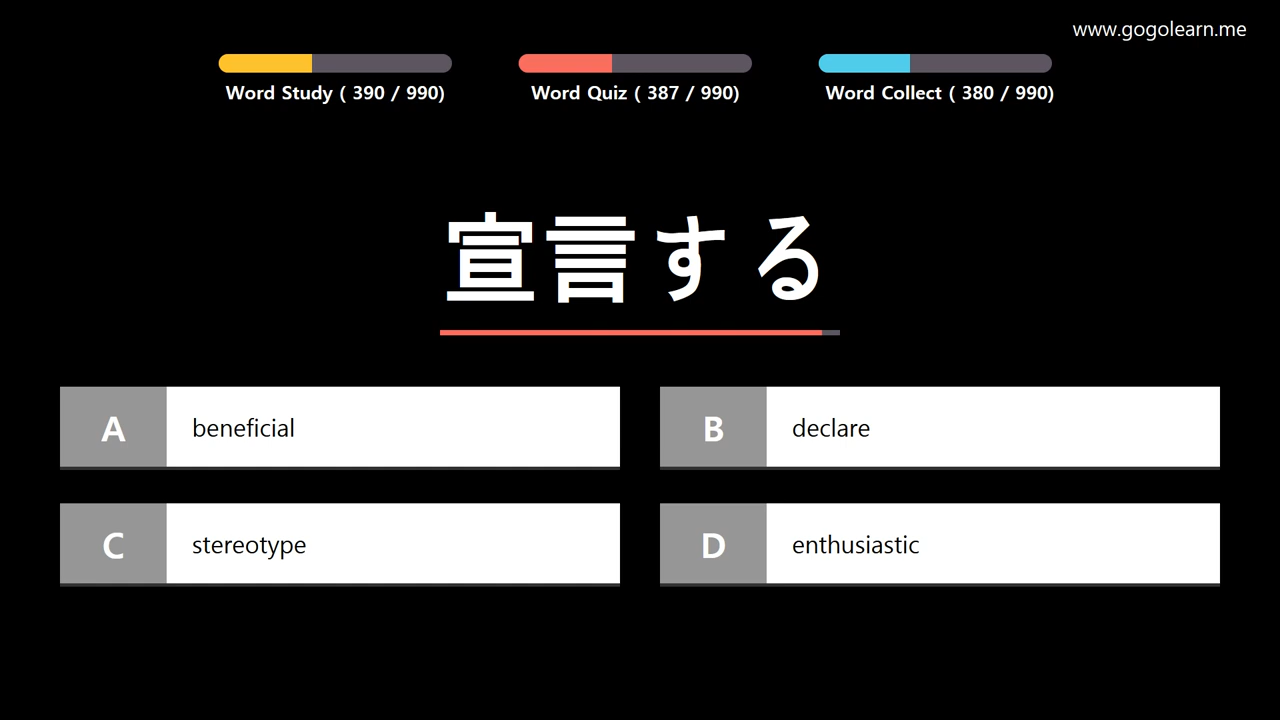 www.gogolearn.me
Word Study ( 390 / 990)
Word Quiz ( 387 / 990)
Word Collect ( 380 / 990)
宣言する
A beneficial
B declare
C stereotype
D enthusiastic